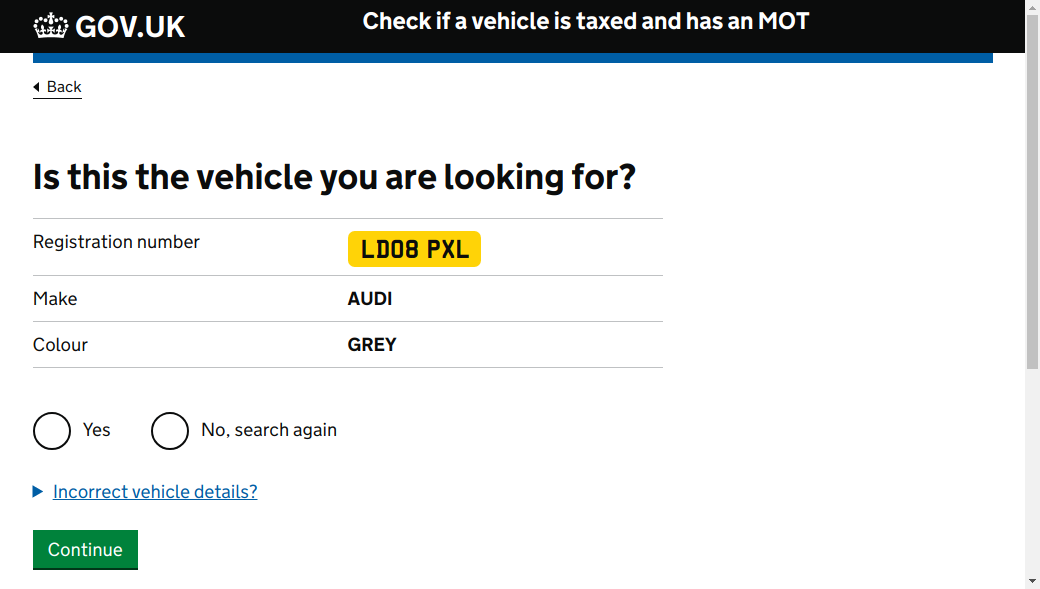 GOV.UK
Check if a vehicle is taxed and has an MOT
Back
Is this the vehicle you are looking for?
Registration number LD08 PXL
Make AUDI
Colour GREY
Yes No, search again
Incorrect vehicle details?
Continue